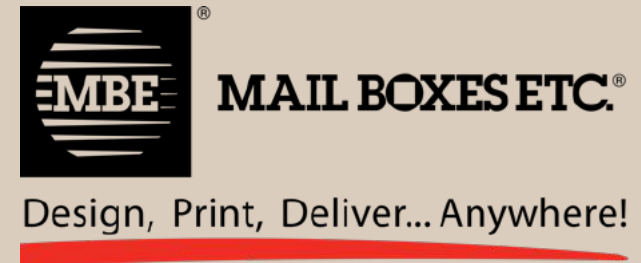 ®
MBE MAIL BOXES ETC.®
Design, Print, Deliver... Anywhere!